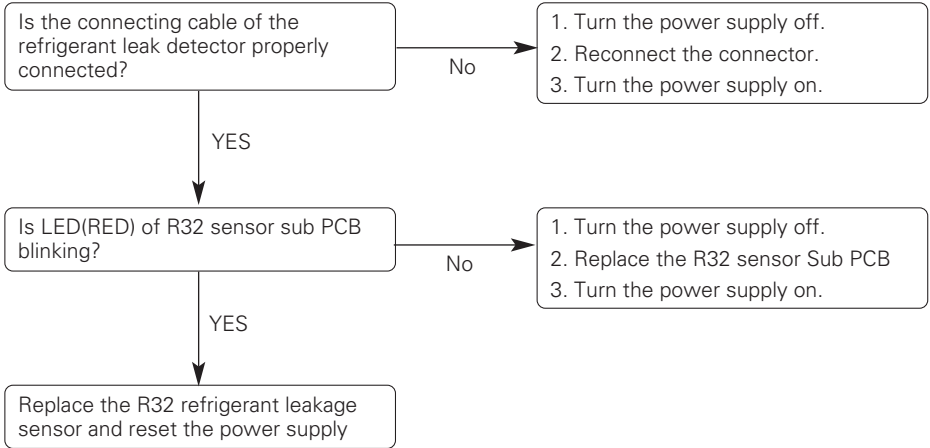 Is the connecting cable of the
refrigerant leak detector properly
connected?
No
1. Turn the power supply off.
2. Reconnect the connector.
3. Turn the power supply on.
YES
Is LED(RED) of R32 sensor sub PCB
blinking?
No
1. Turn the power supply off.
2. Replace the R32 sensor Sub PCB
3. Turn the power supply on.
YES
Replace the R32 refrigerant leakage
sensor and reset the power supply